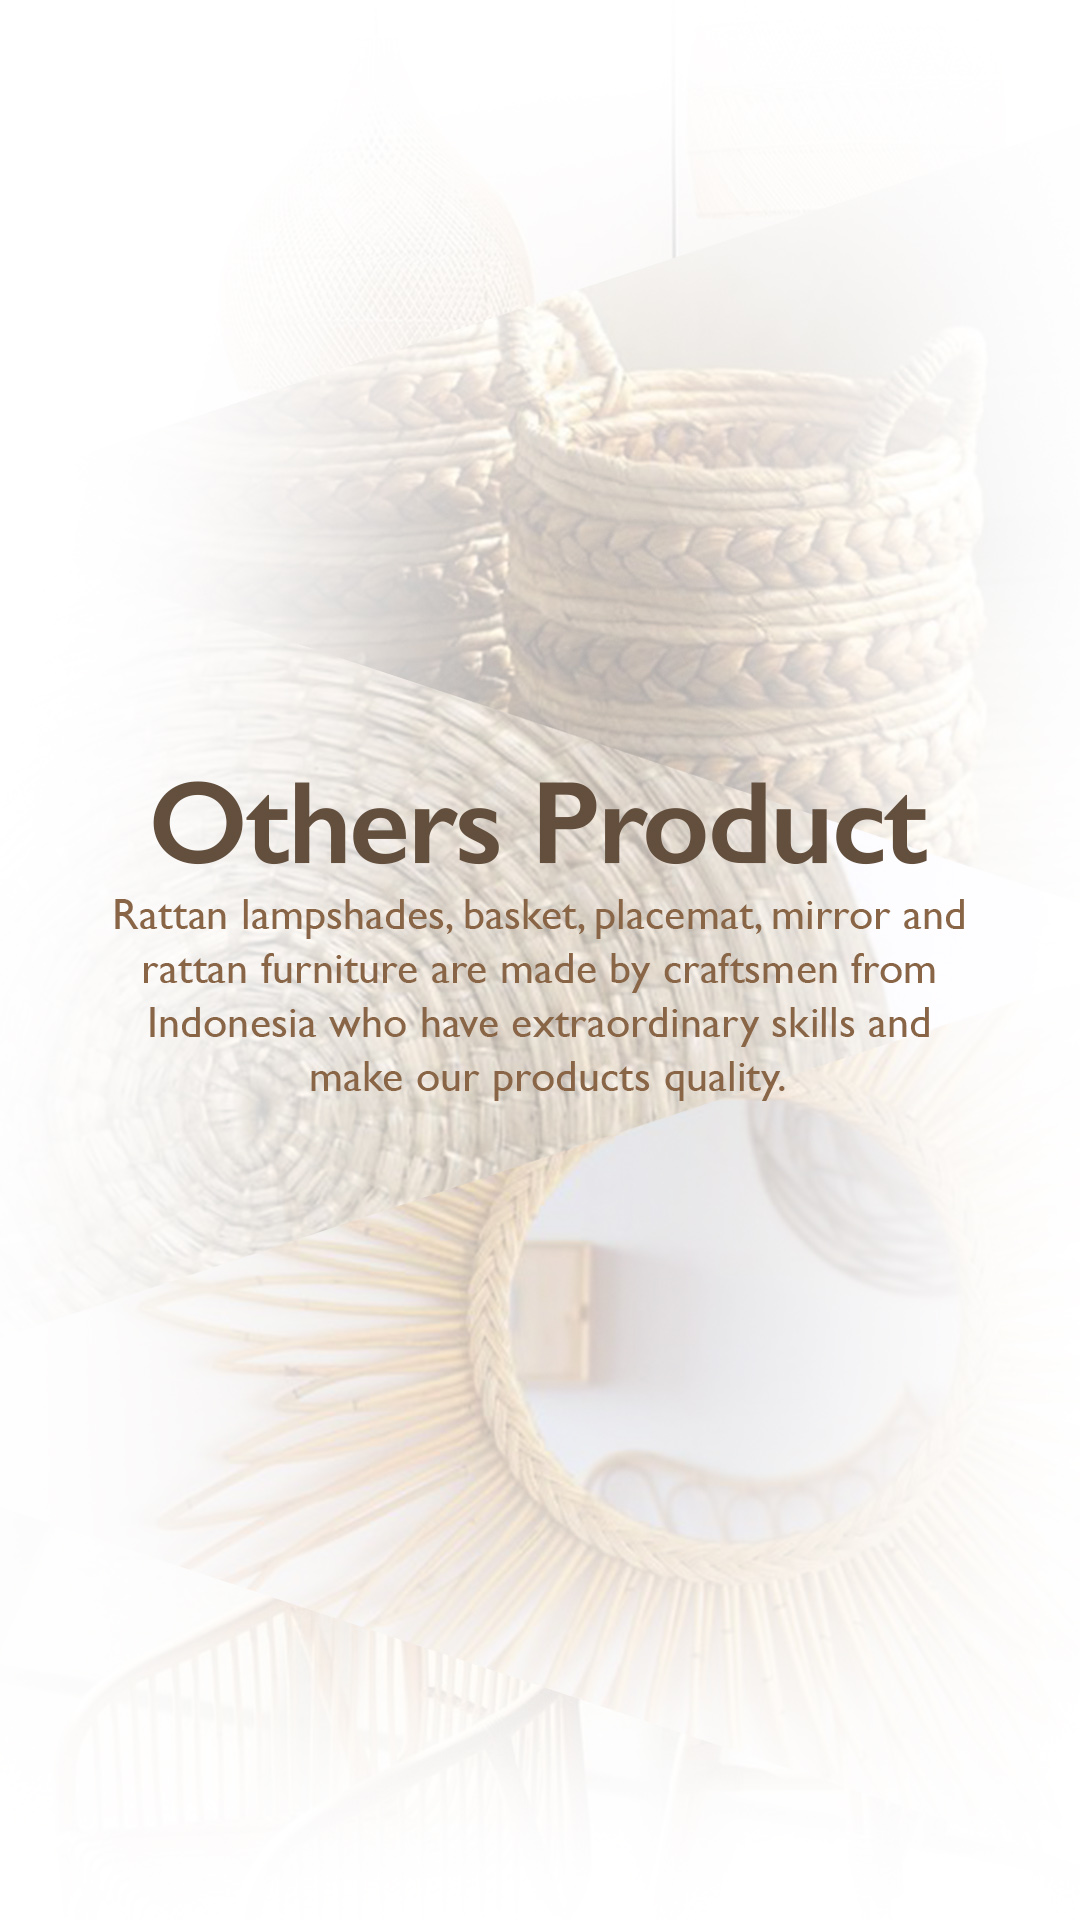 Others Product
Rattan lampshades, basket, placemat, mirror and
rattan furniture are made by craftsmen from
Indonesia who have extraordinary skills and
make our products quality.